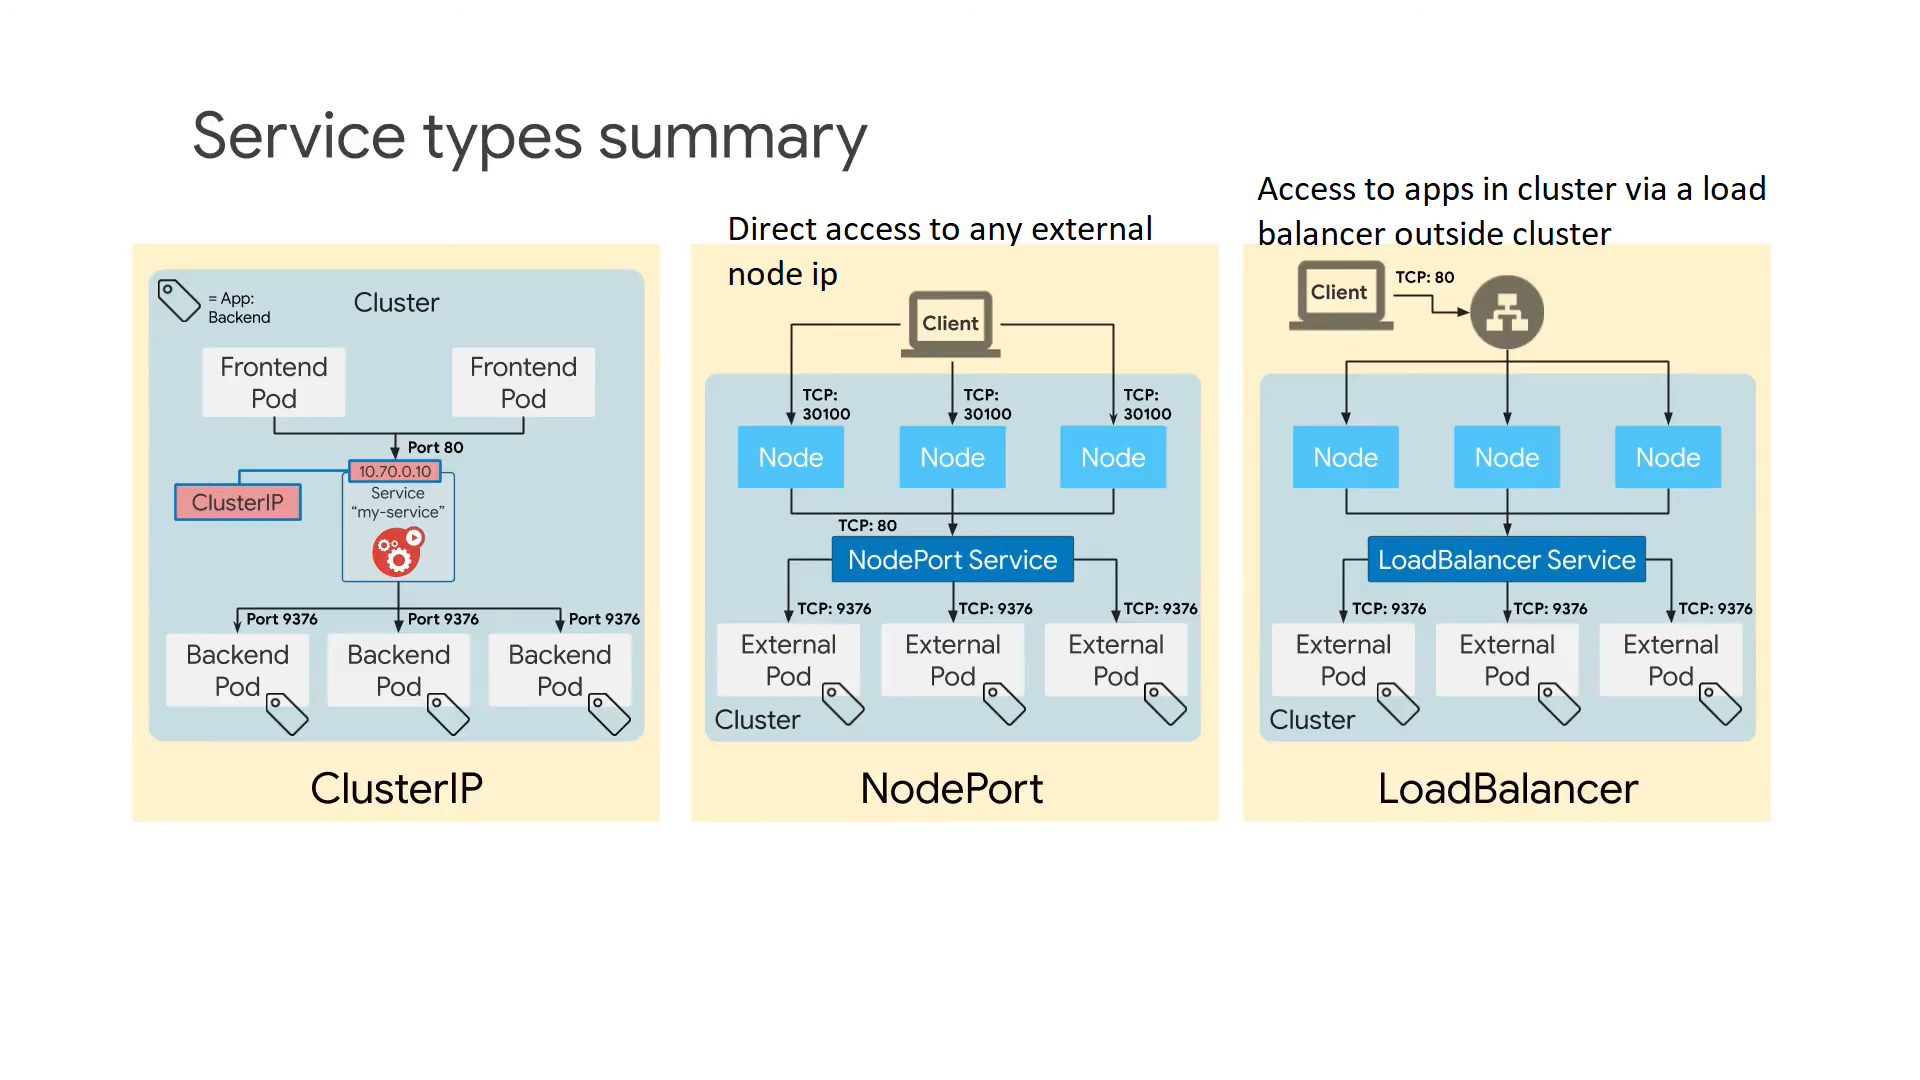 Service types summary
Direct access to any external
node ip
Access to apps in cluster via a load
balancer outside cluster
= App:
Backend
Cluster
Frontend
Pod
Frontend
Pod
Port 80
10.70.0.10
ClusterIP
Service
“my-service”
Port 9376
Port 9376
Port 9376
Backend
Pod
Backend
Pod
Backend
Pod
ClusterIP
Client
TCP:
30100
TCP:
30100
TCP:
30100
Node
Node
Node
TCP: 80
NodePort Service
TCP: 9376
TCP: 9376
TCP: 9376
External
Pod
External
Pod
External
Pod
Cluster
NodePort
Client
TCP: 80
Node
Node
Node
LoadBalancer Service
TCP: 9376
TCP: 9376
TCP: 9376
External
Pod
External
Pod
External
Pod
Cluster
LoadBalancer